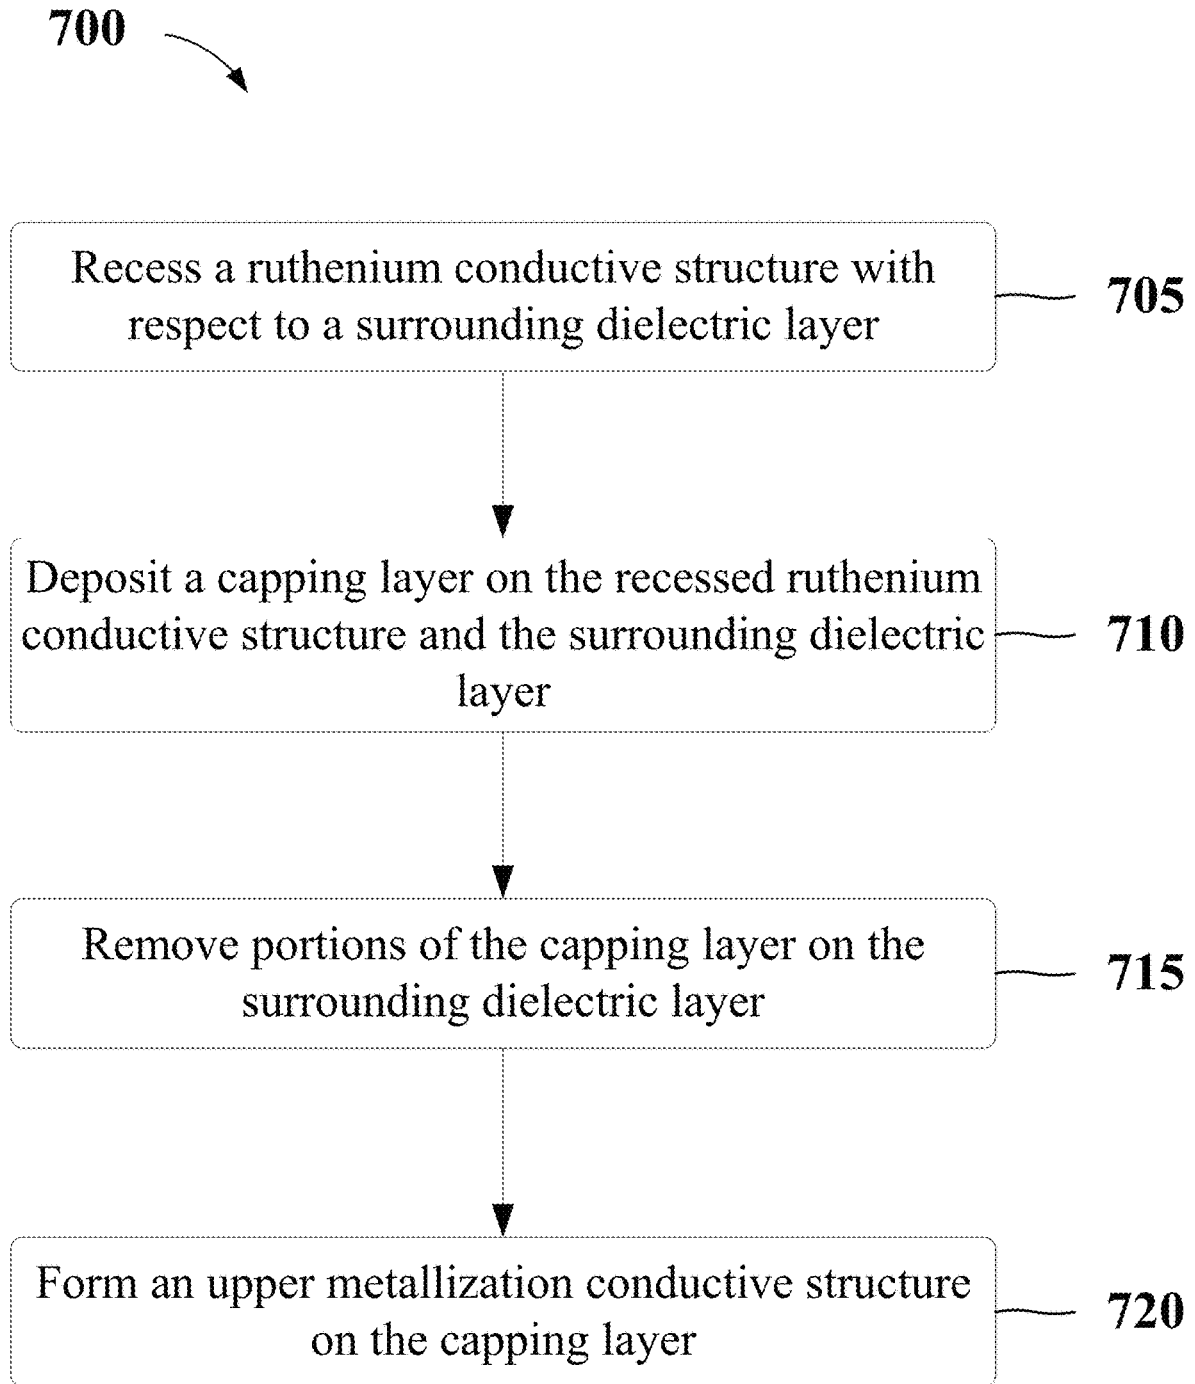 700
Recess a ruthenium conductive structure with
respect to a surrounding dielectric layer
705
Deposit a capping layer on the recessed ruthenium
conductive structure and the surrounding dielectric
layer
710
Remove portions of the capping layer on the
surrounding dielectric layer
715
Form an upper metallization conductive structure
on the capping layer
720